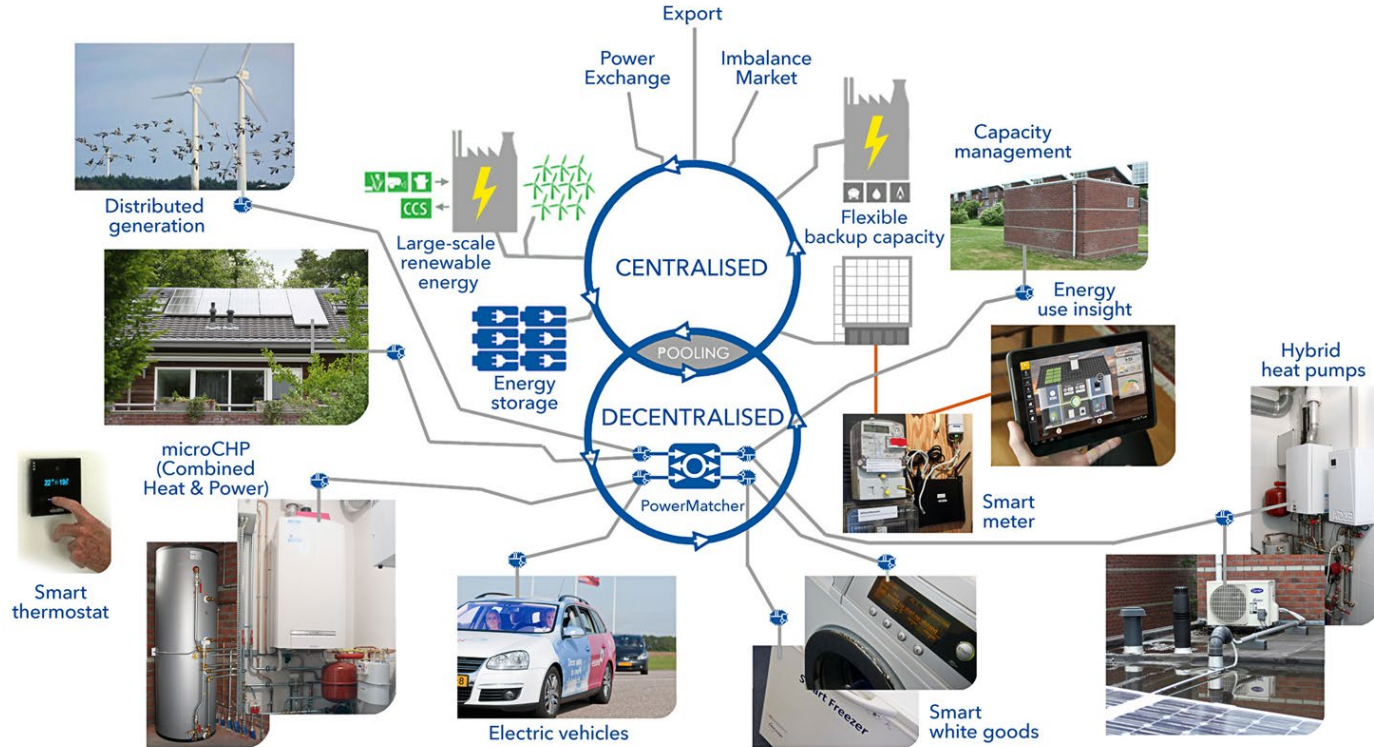 Export
Power
Exchange
Imbalance
Market
Capacity
management
Distributed
generation
CCS
Large-scale
renewable
energy
Flexible
backup capacity
CENTRALISED
Energy
use insight
Energy
storage
POOLING
Hybrid
heat pumps
DECENTRALISED
microCHP
(Combined
Heat & Power)
PowerMatcher
Smart
meter
Smart
thermostat
Electric vehicles
Smart Freezer
Smart
white goods